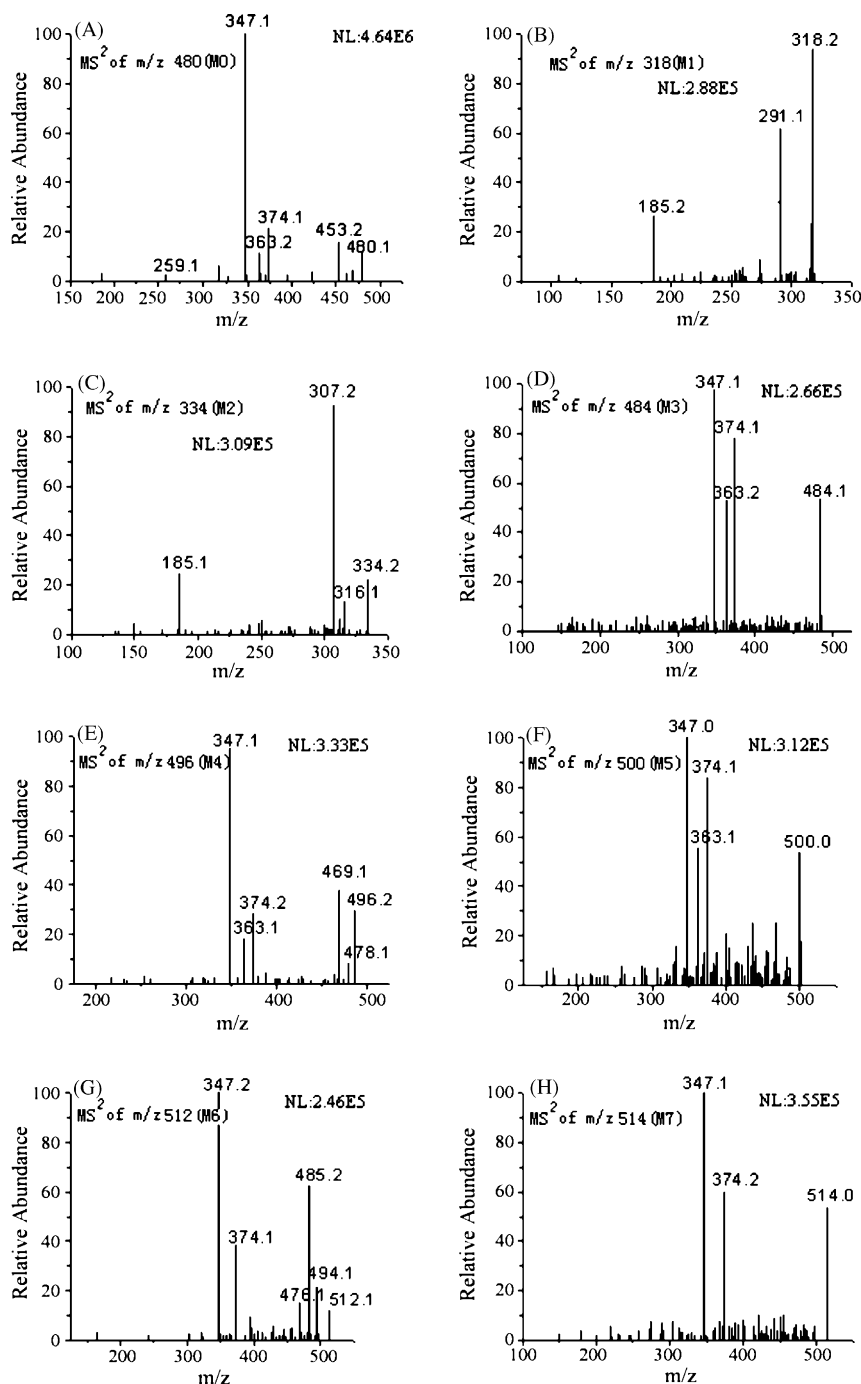 (A)
347.1
NL:4.64E6
MS2 of m/z 480(M0)
374.1
363.2
453.2
480.1
259.1
Relative Abundance
100
80
60
40
20
0
150 200 250 300 350 400 450 500
m/z
(B)
318.2
MS2 of m/z 318(M1)
NL:2.88E5
291.1
185.2
Relative Abundance
100
80
60
40
20
0
100 150 200 250 300 350
m/z
(C)
307.2
MS2 of m/z 334(M2)
NL:3.09E5
185.1
334.2
316.1
Relative Abundance
100
80
60
40
20
0
100 150 200 250 300 350
m/z
(D)
347.1
NL:2.66E5
MS2 of m/z 484(M3)
374.1
363.2
484.1
Relative Abundance
100
80
60
40
20
0
100 200 300 400 500
m/z
(E)
347.1
NL:3.33E5
MS2 of m/z 496(M4)
469.1
496.2
374.2
363.1
478.1
Relative Abundance
100
80
60
40
20
0
200 300 400 500
m/z
(F)
347.0
NL:3.12E5
MS2 of m/z 500(M5)
374.1
363.1
500.0
Relative Abundance
100
80
60
40
20
0
200 300 400 500
m/z
(G)
347.2
NL:2.46E5
MS2 of m/z 512(M6)
485.2
374.1
494.1
476.1
512.1
Relative Abundance
100
80
60
40
20
0
200 300 400 500
m/z
(H)
347.1
NL:3.55E5
MS2 of m/z 514(M7)
374.2
514.0
Relative Abundance
100
80
60
40
20
0
100 200 300 400 500
m/z